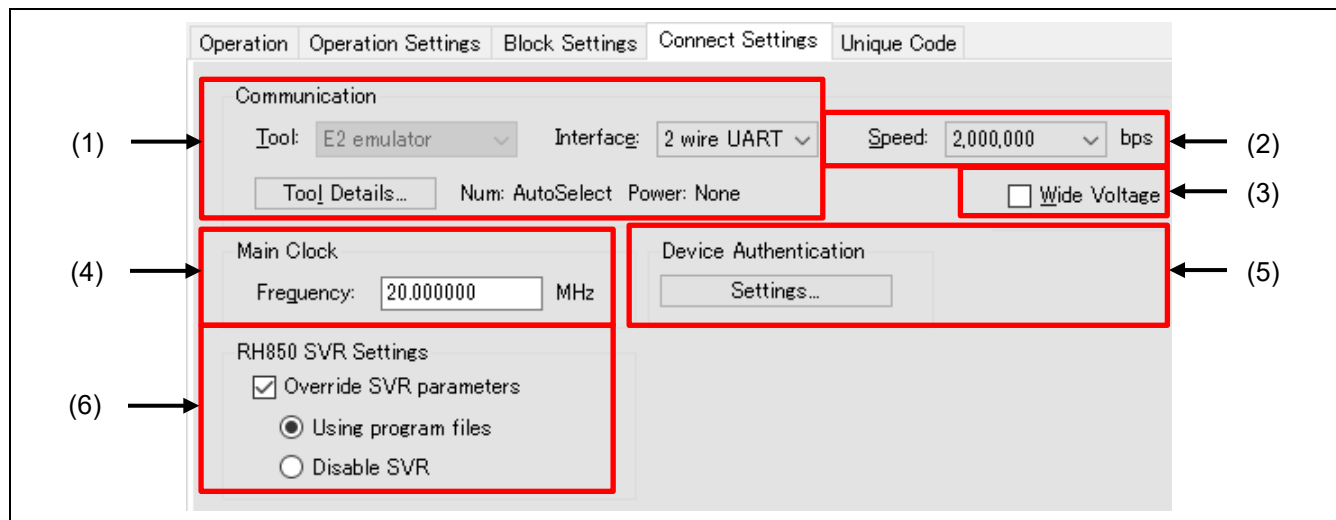 Operation Operation Settings Block Settings Connect Settings Unique Code
Communication
(1) Tool: E2 emulator Interface: 2 wire UART Speed: 2,000,000 bps (2)
Tool Details... Num: AutoSelect Power: None Wide Voltage (3)
Main Clock Device Authentication
(4) Frequency: 20.000000 MHz Settings... (5)
RH850 SVR Settings
Override SVR parameters
(6)
Using program files
Disable SVR